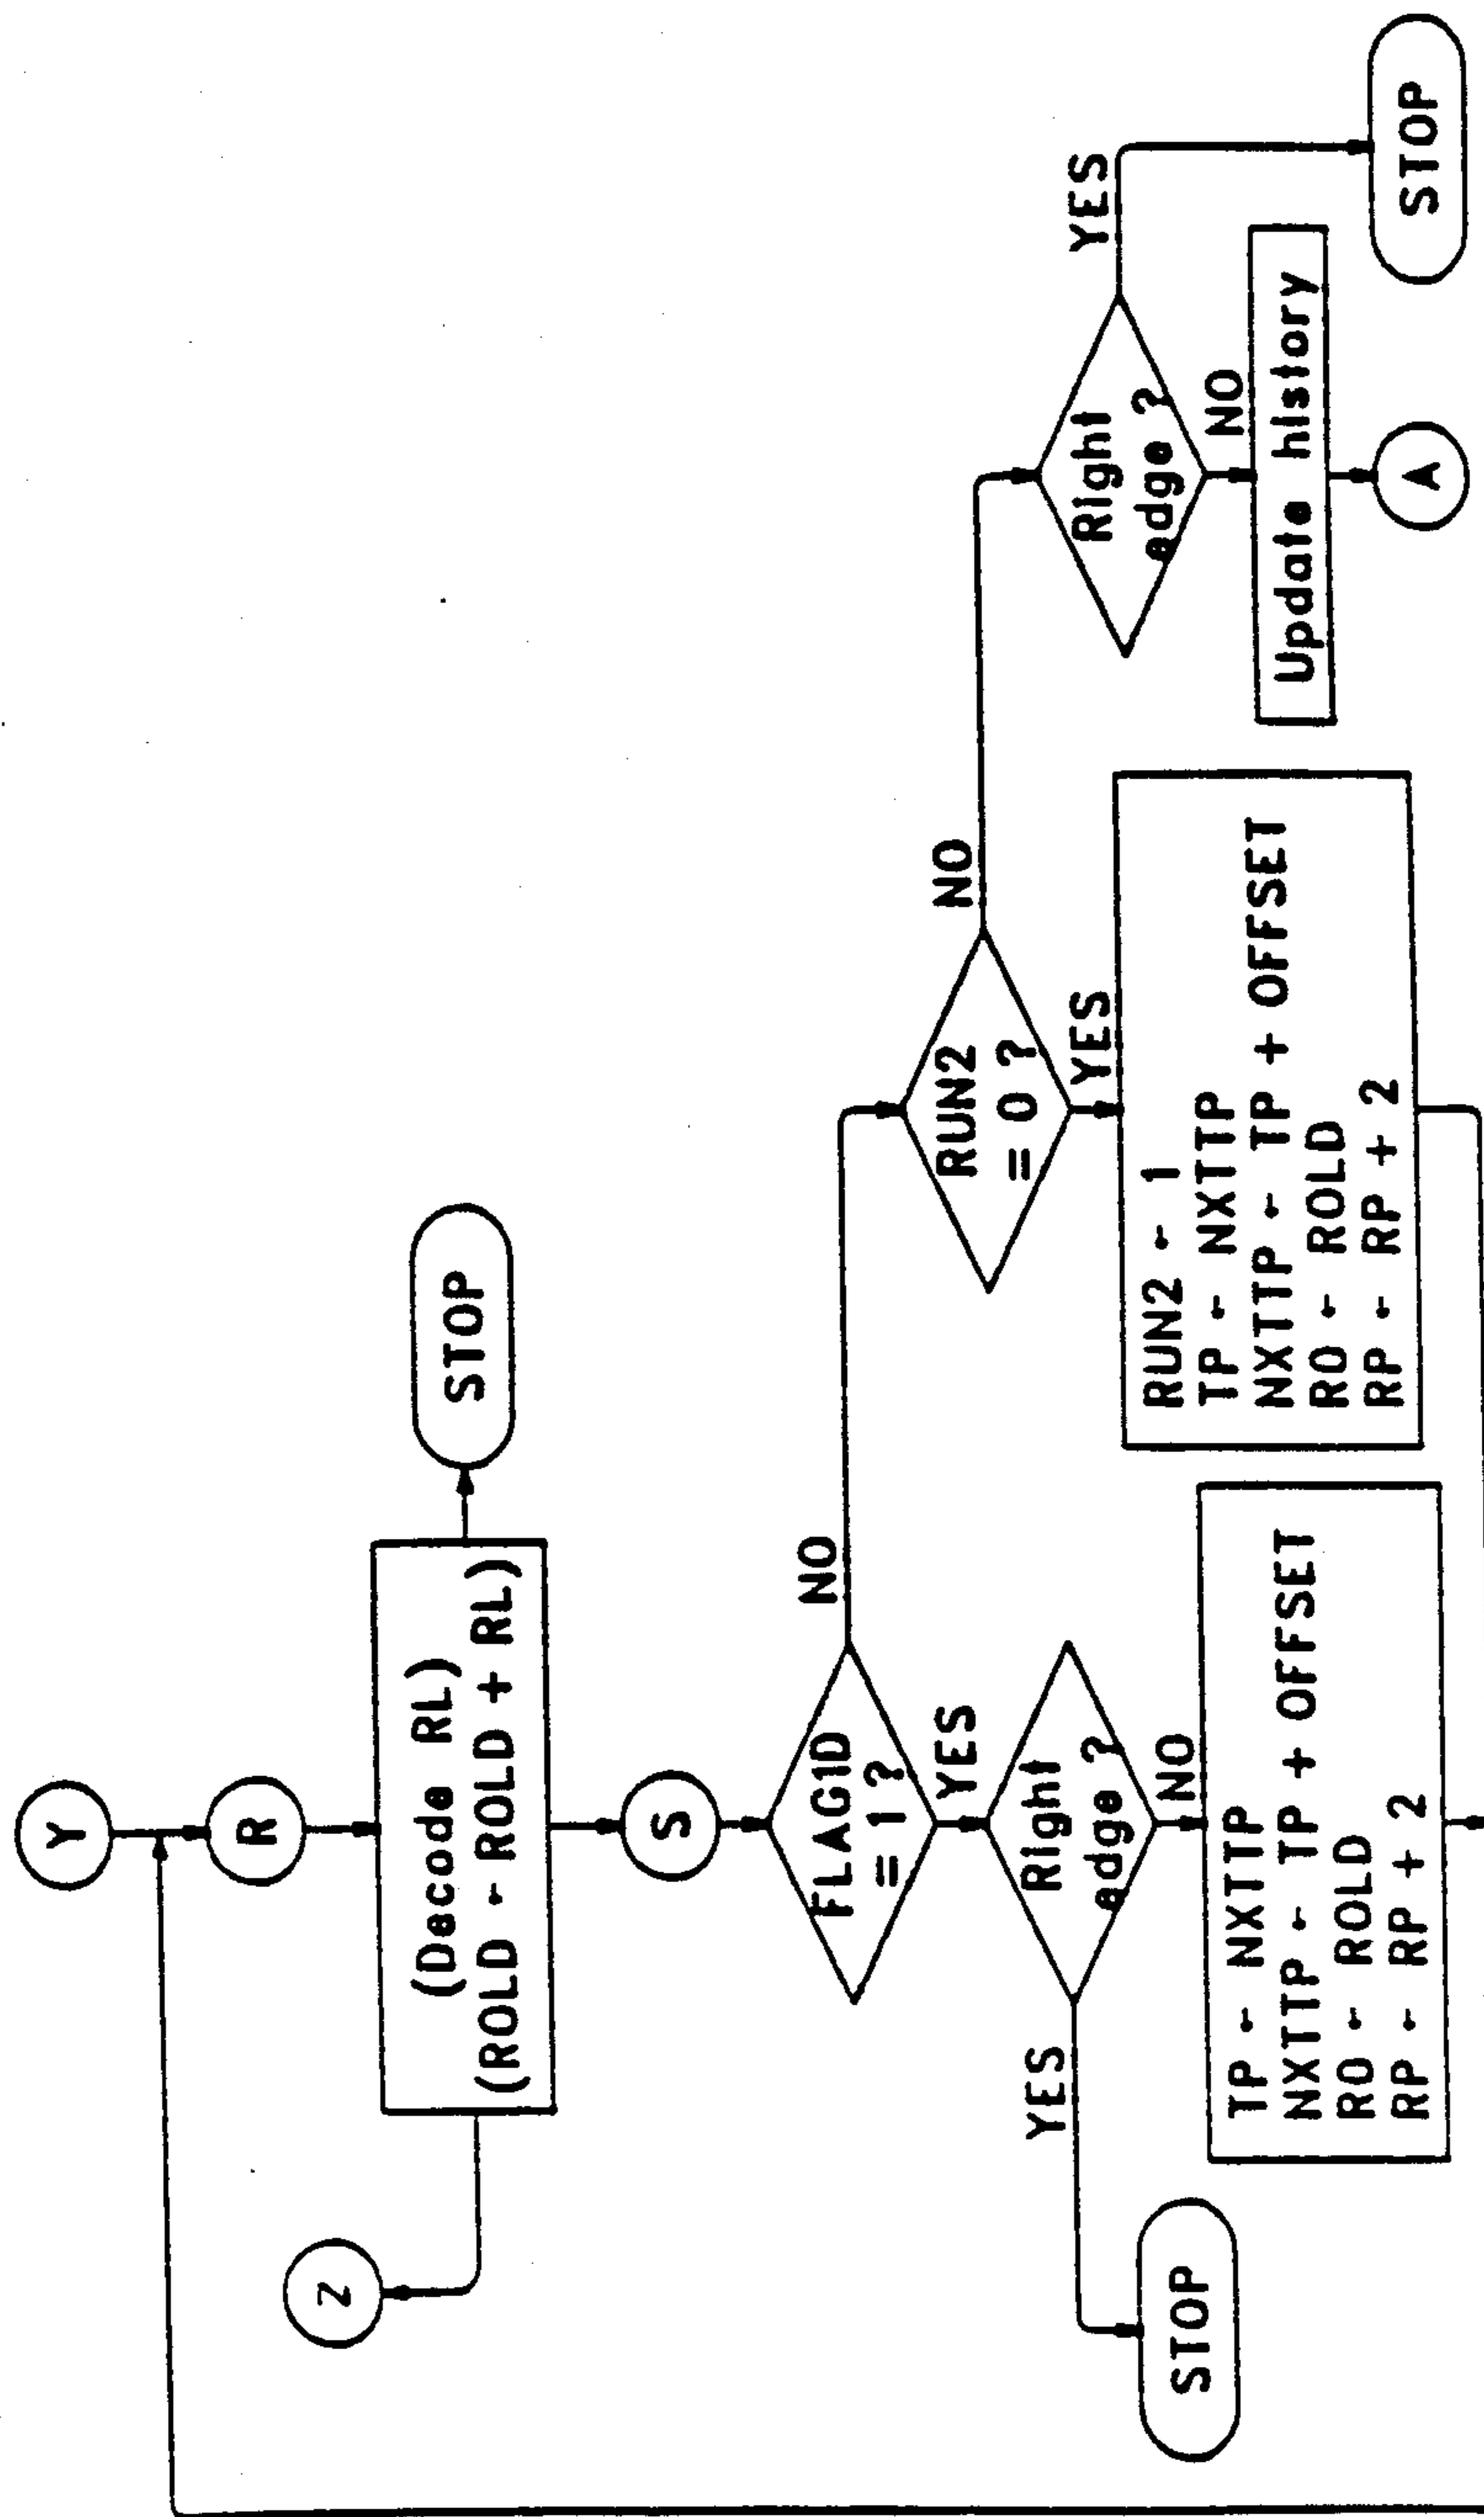 Y
R
Z
(Decode RL)
(ROLD ← ROLD + RL)
STOP
S
FLAG1D
= 1 ?
NO
YES
Right
edge ?
YES
NO
STOP
TP ← NXTTP
NXTTP ← TP + OFFSET
RO ← ROLD
RP ← RP + 2
RUN2
= 0 ?
NO
YES
RUN2 ← 1
TP ← NXTTP
NXTTP ← TP + OFFSET
RO ← ROLD
RP ← RP + 2
Right
edge ?
YES
NO
Update history
A
STOP